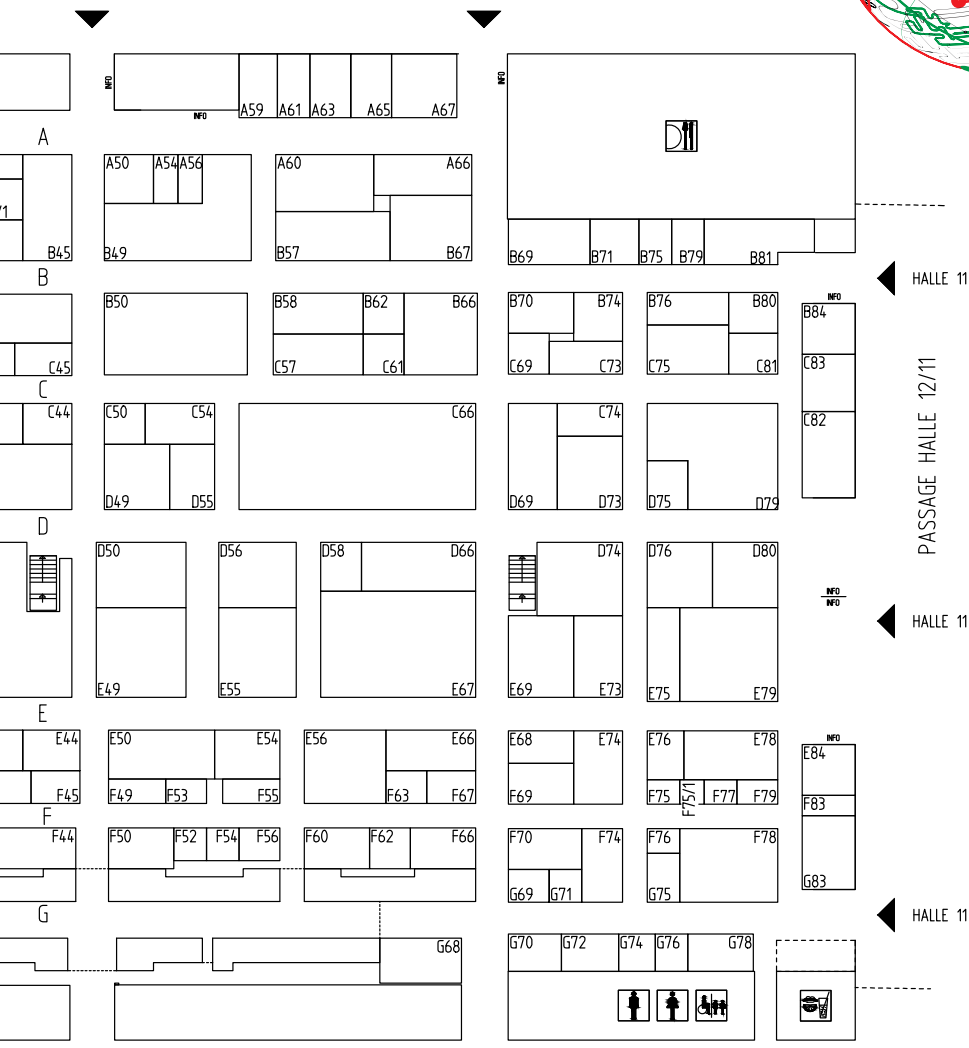 INFO
INFO
INFO
A59 A61 A63 A65 A67
A
A50 A54 A56 A60 A66
B45 B49 B57 B67 B69 B71 B75 B79 B81
B
HALLE 11
INFO
B50 B58 B62 B66 B70 B74 B76 B80 B84
C45 C57 C61 C69 C73 C75 C81 C83
C
C44 C50 C54 C66 C74 C82
PASSAGE HALLE 12/11
D49 D55 D69 D73 D75 D79
D
D50 D56 D58 D66 D74 D76 D80
INFO
INFO
HALLE 11
E49 E55 E67 E69 E73 E75 E79
E
INFO
E44 E50 E54 E56 E66 E68 E74 E76 E78 E84
F45 F49 F53 F55 F63 F67 F69 F75 F75/1 F77 F79 F83
F
F44 F50 F52 F54 F56 F60 F62 F66 F70 F74 F76 F78
G69 G71 G75 G83
G
HALLE 11
G68 G70 G72 G74 G76 G78